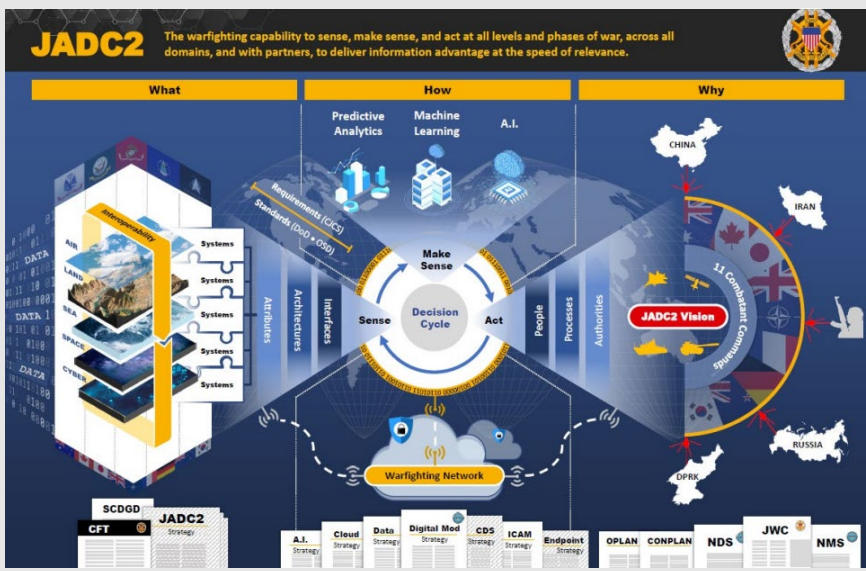 JADC2
The warfighting capability to sense, make sense, and act at all levels and phases of war, across all
domains, and with partners, to deliver information advantage at the speed of relevance.
What
How
Why
Interoperability
AIR
LAND
SEA
SPACE
CYBER
DATA
DATA
DATA
Systems
Systems
Systems
Systems
Systems
Attributes
Architectures
Interfaces
Requirements (CJCS)
Standards (DoD • OSD)
Predictive
Analytics
Machine
Learning
A.I.
Make
Sense
Sense
Decision
Cycle
Act
People
Processes
Authorities
Warfighting Network
CHINA
IRAN
RUSSIA
DPRK
11 Combatant Commands
JADC2 Vision
SCDGD
CFT
JADC2
Strategy
A.I.
Strategy
Cloud
Strategy
Data
Strategy
Digital Mod
Strategy
CDS
Strategy
ICAM
Strategy
Endpoint
Strategy
OPLAN
CONPLAN
NDS
JWC
NMS